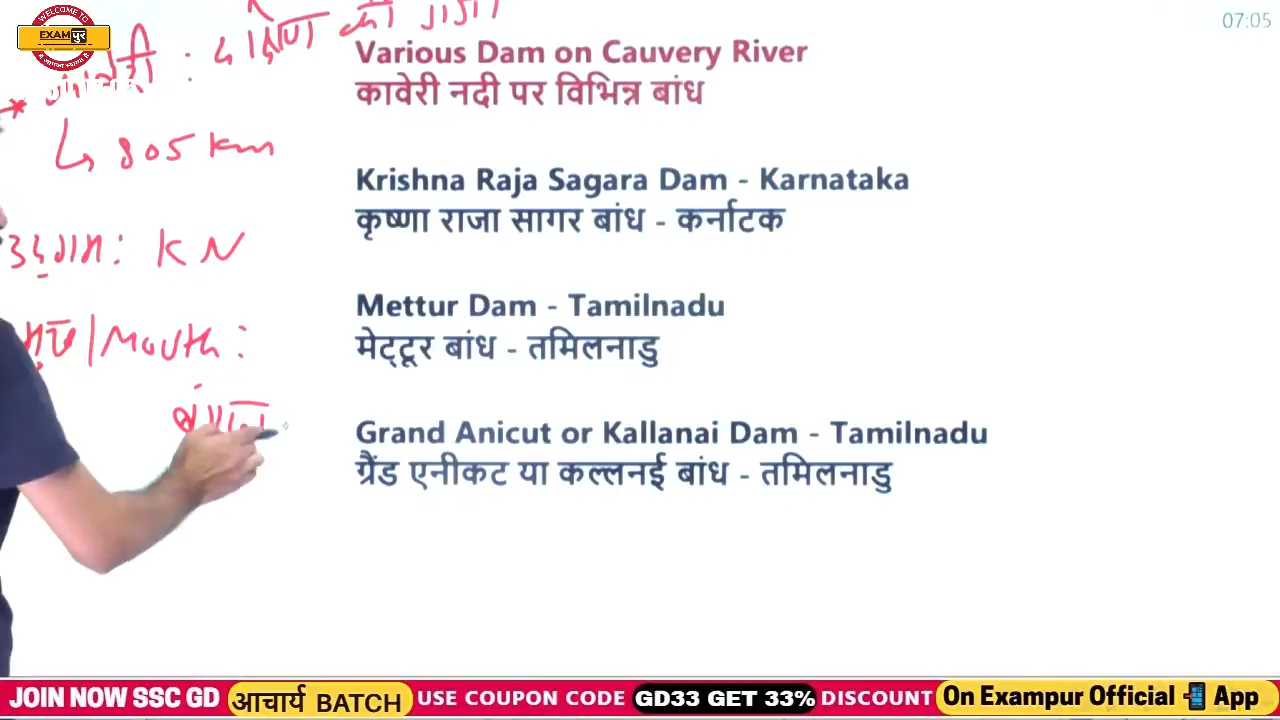 WELCOME TO
EXAMपुर
07:05
कावेरी : दक्षिण की गंगा
Various Dam on Cauvery River
कावेरी नदी पर विभिन्न बांध
↳ 805 km
Krishna Raja Sagara Dam - Karnataka
कृष्णा राजा सागर बांध - कर्नाटक
उद्गम: KN
Mettur Dam - Tamilnadu
मेट्टूर बांध - तमिलनाडु
मुख/Mouth:
Grand Anicut or Kallanai Dam - Tamilnadu
ग्रैंड एनीकट या कल्लनई बांध - तमिलनाडु
JOIN NOW SSC GD आचार्य BATCH USE COUPON CODE GD33 GET 33% DISCOUNT On Exampur Official App